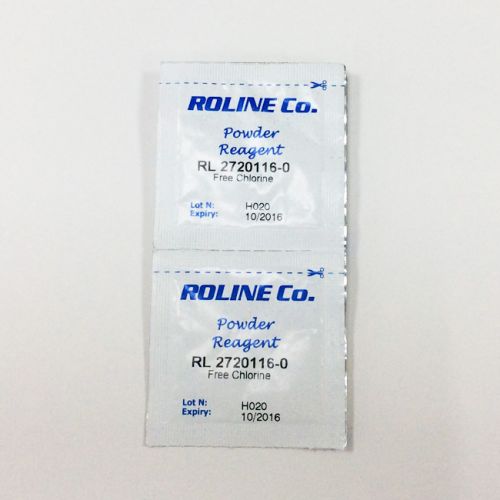 ROLINE Co.
Powder
Reagent
RL 2720116-0
Free Chlorine
Lot N: H020
Expiry: 10/2016
ROLINE Co.
Powder
Reagent
RL 2720116-0
Free Chlorine
Lot N: H020
Expiry: 10/2016